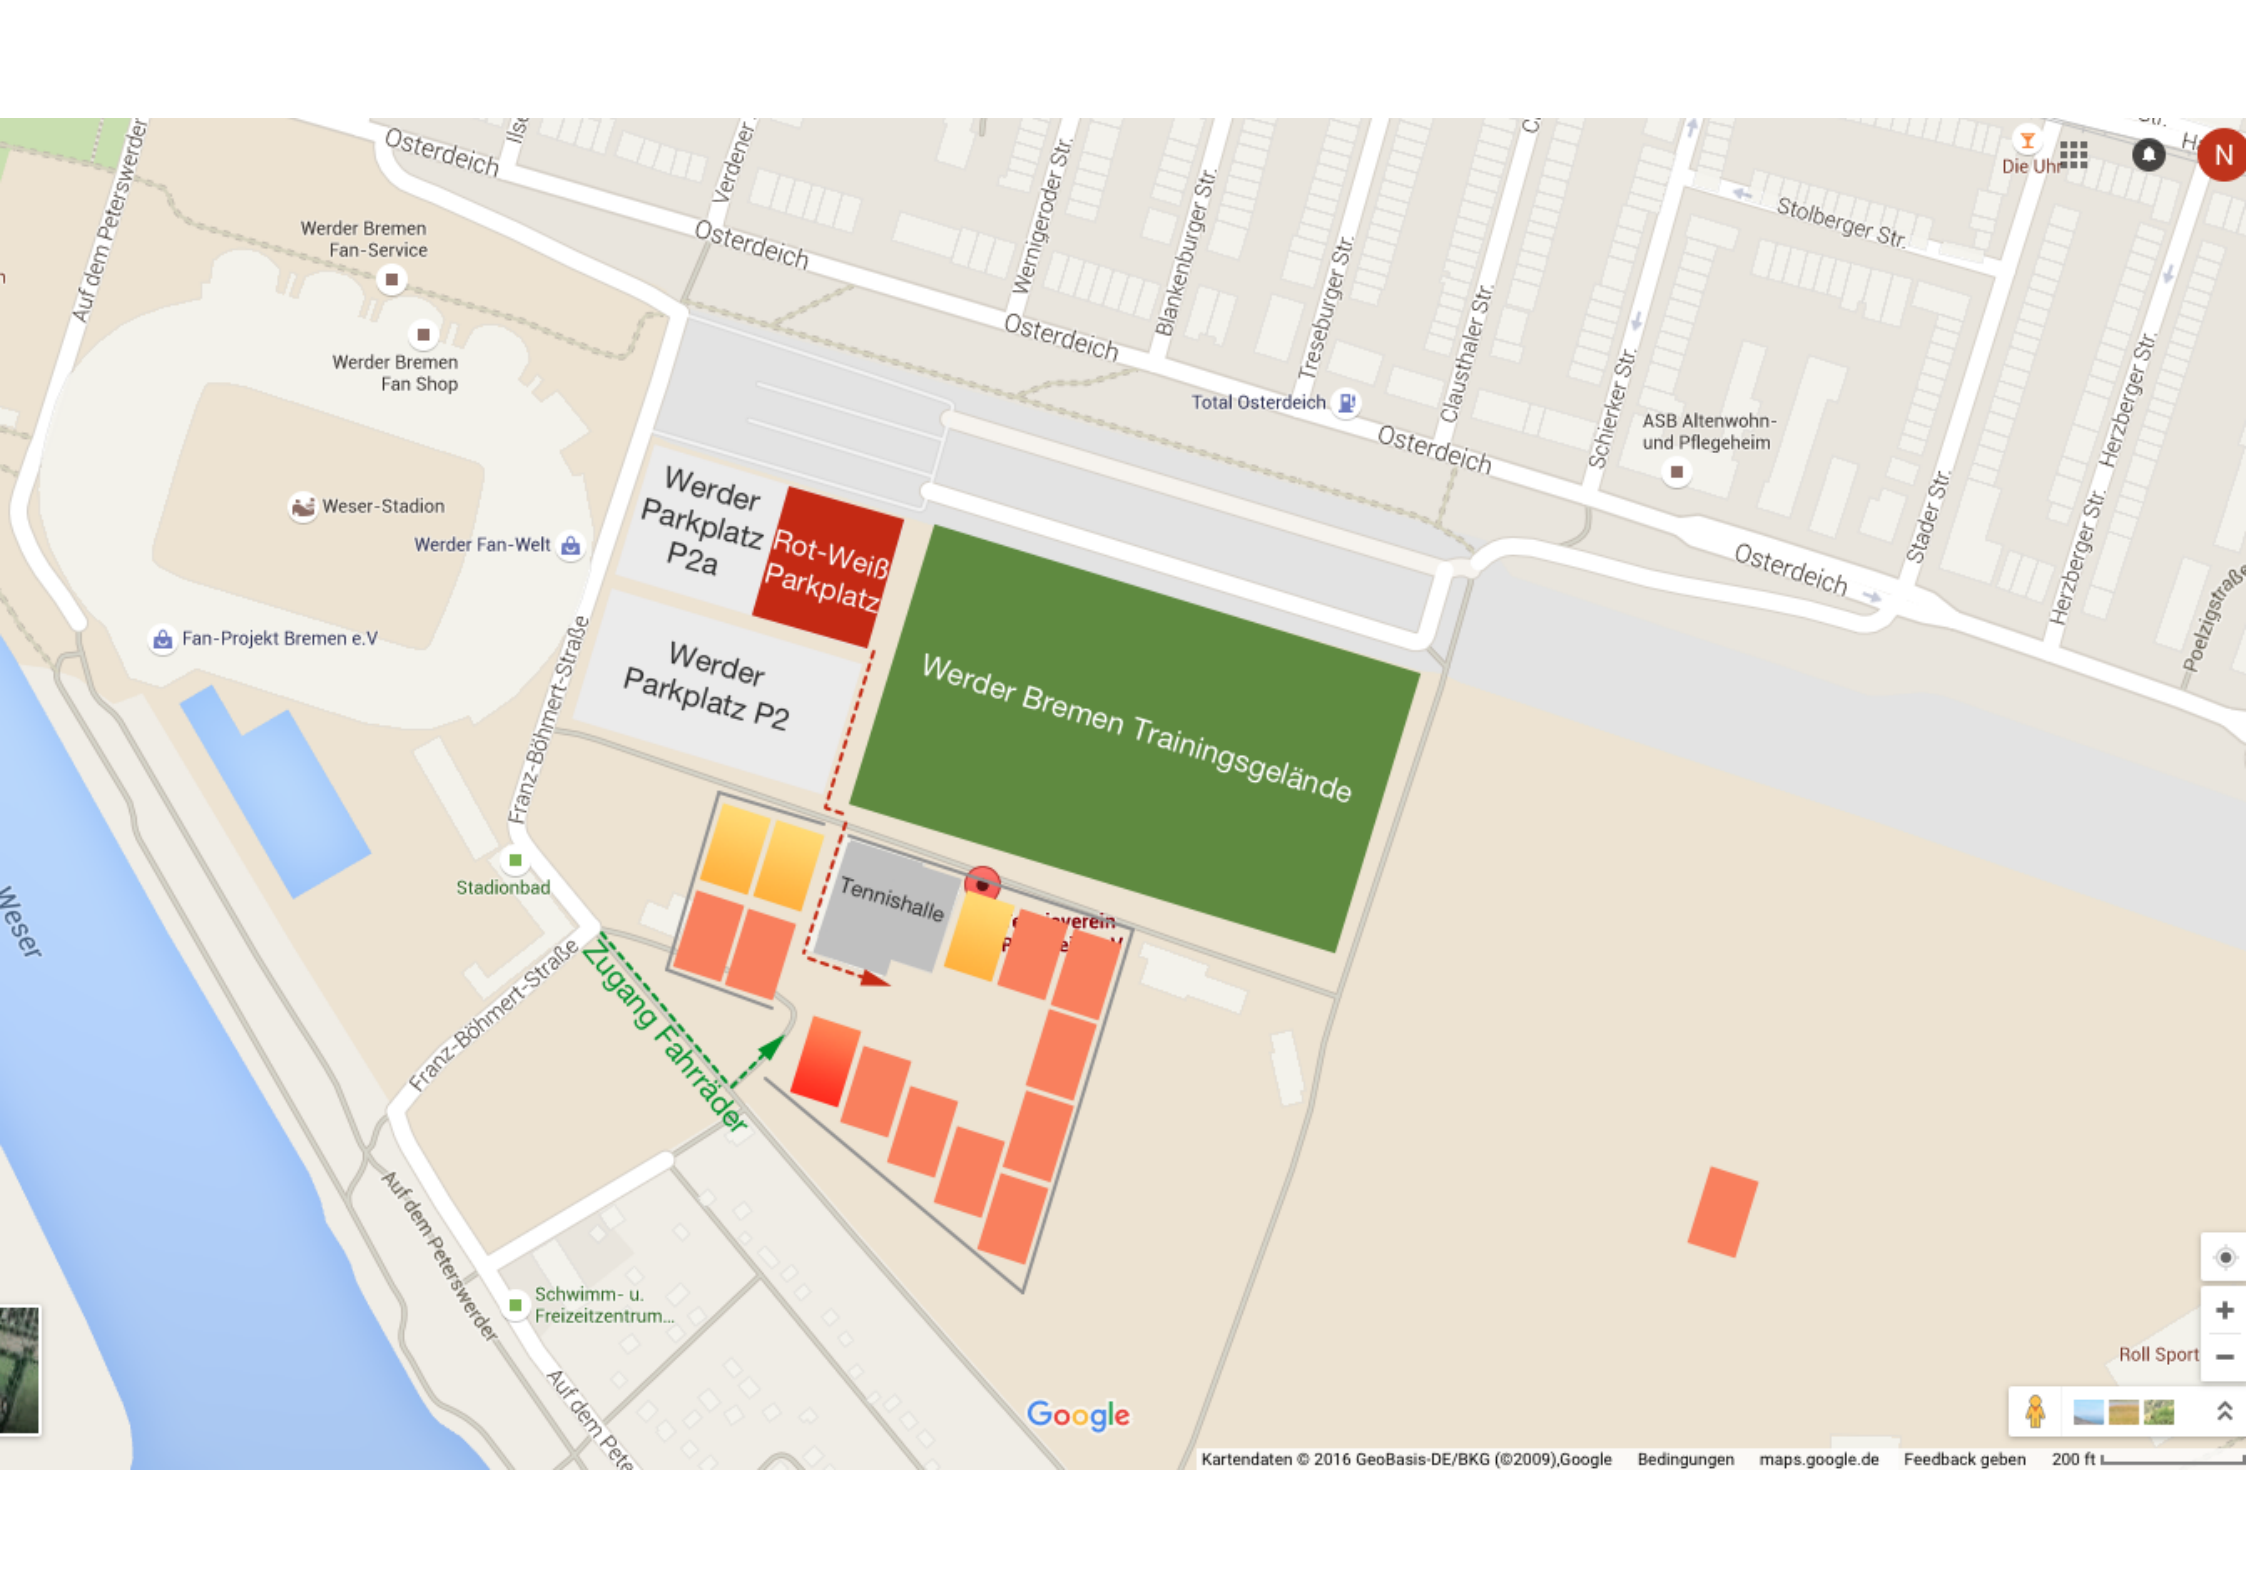 Auf dem Peterswerder
Osterdeich
Verdener
Osterdeich
Wernigeroder Str.
Blankenburger Str.
Treseburger Str.
Clausthaler Str.
Schierker Str.
Stolberger Str.
Die Uhr
N
Werder Bremen
Fan-Service
Werder Bremen
Fan Shop
Osterdeich
Total Osterdeich
Osterdeich
ASB Altenwohn-
und Pflegeheim
Stader Str.
Herzberger Str.
Herzberger Str.
Herzberger Str.
Osterdeich
Poelzigstraße
Weser-Stadion
Werder Fan-Welt
Fan-Projekt Bremen e.V
Werder
Parkplatz
P2a
Rot-Weiß
Parkplatz
Werder
Parkplatz P2
Werder Bremen Trainingsgelände
Franz-Böhmert-Straße
Franz-Böhmert-Straße
Stadionbad
Weser
Tennishalle
Zugang Fahrräder
Franz-Böhmert-Straße
Auf dem Peterswerder
Schwimm- u.
Freizeitzentrum...
Auf dem Pete
Roll Sport
Google
Kartendaten © 2016 GeoBasis-DE/BKG (©2009),Google Bedingungen maps.google.de Feedback geben 200 ft